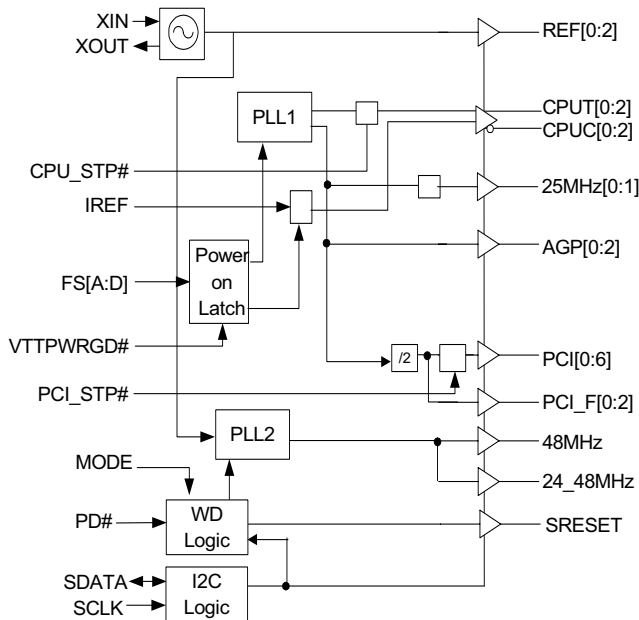 XIN
XOUT
REF[0:2]
PLL1
CPUT[0:2]
CPUC[0:2]
CPU_STP#
IREF
25MHz[0:1]
Power
on
Latch
AGP[0:2]
FS[A:D]
VTTPWRGD#
/2
PCI[0:6]
PCI_STP#
PCI_F[0:2]
PLL2
48MHz
MODE
24_48MHz
PD#
WD
Logic
SRESET
SDATA
SCLK
I2C
Logic